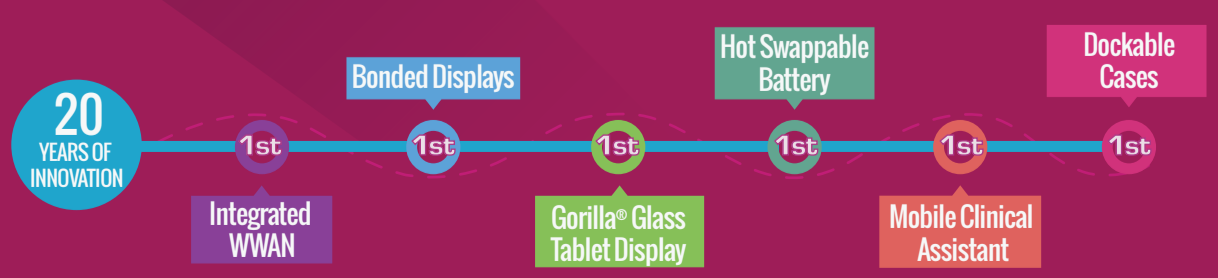 20
YEARS OF
INNOVATION
1st
Integrated
WWAN
Bonded Displays
1st
1st
Gorilla® Glass
Tablet Display
Hot Swappable
Battery
1st
1st
Mobile Clinical
Assistant
Dockable
Cases
1st